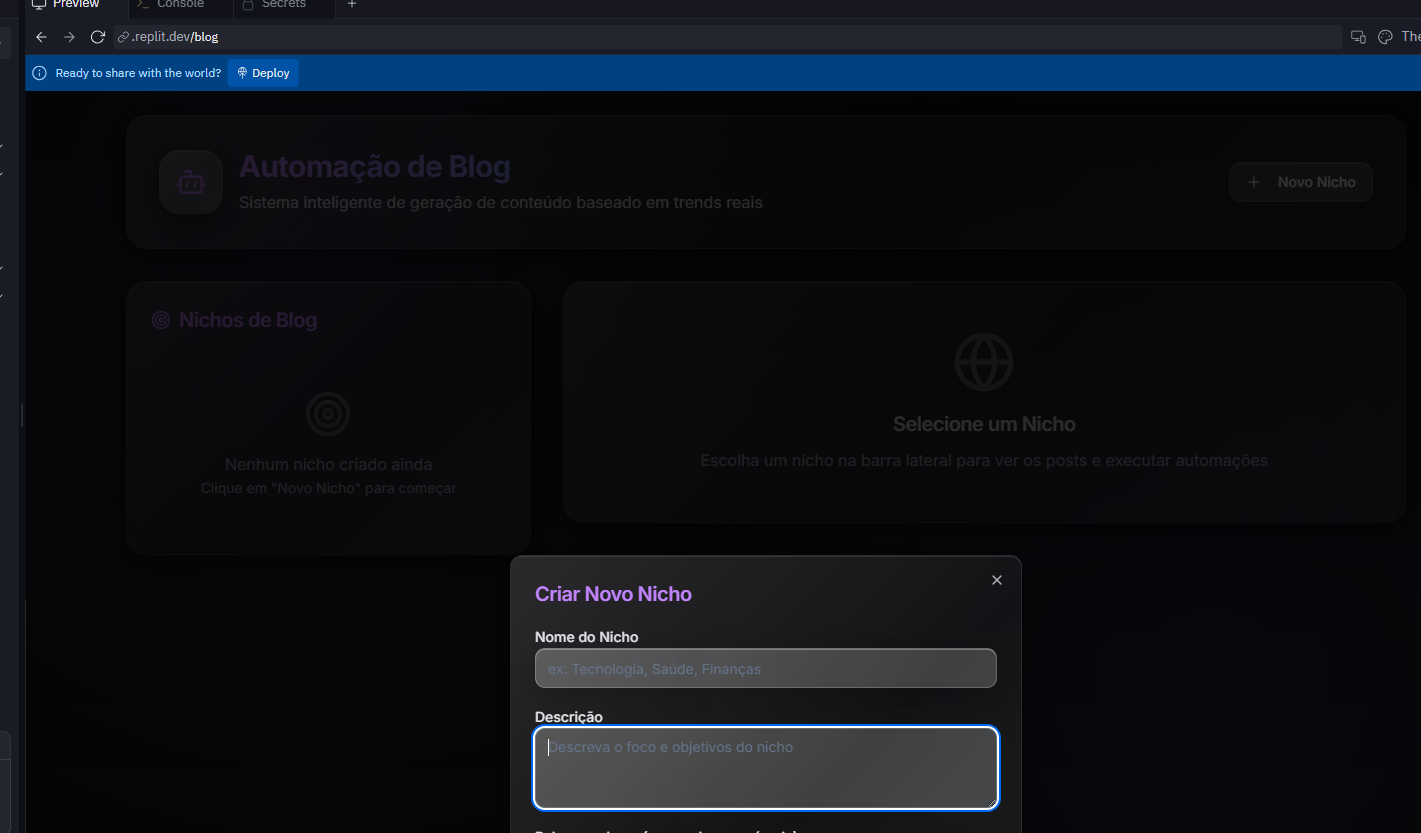 Preview
Console
Secrets
.replit.dev/blog
Ready to share with the world?
Deploy
Automação de Blog
Sistema inteligente de geração de conteúdo baseado em trends reais
Novo Nicho
Nichos de Blog
Nenhum nicho criado ainda
Clique em "Novo Nicho" para começar
Selecione um Nicho
Escolha um nicho na barra lateral para ver os posts e executar automações
Criar Novo Nicho
Nome do Nicho
ex: Tecnologia, Saúde, Finanças
Descrição
Descreva o foco e objetivos do nicho